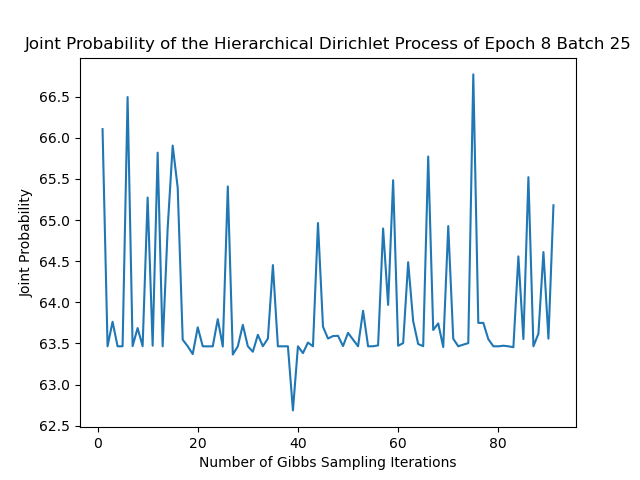 Joint Probability of the Hierarchical Dirichlet Process of Epoch 8 Batch 25
66.5
66.0
65.5
65.0
64.5
64.0
63.5
63.0
62.5
Joint Probability
0 20 40 60 80
Number of Gibbs Sampling Iterations